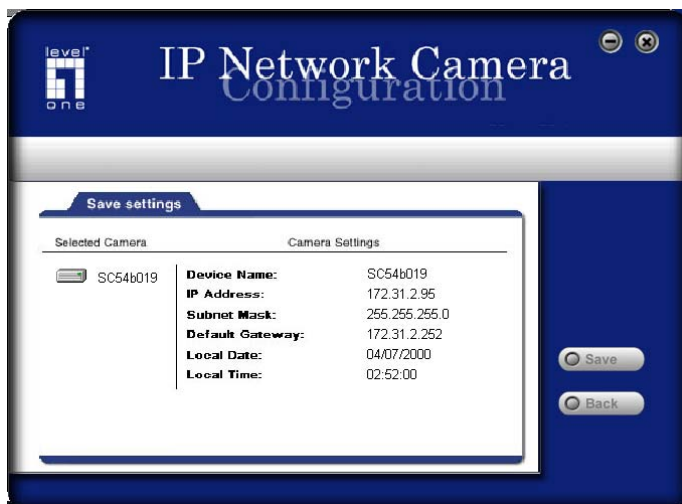 level
one
IP Network Camera
Configuration
Save settings
Selected Camera Camera Settings
SC54b019
Device Name: SC54b019
IP Address: 172.31.2.95
Subnet Mask: 255.255.255.0
Default Gateway: 172.31.2.252
Local Date: 04/07/2000
Local Time: 02:52:00
Save
Back